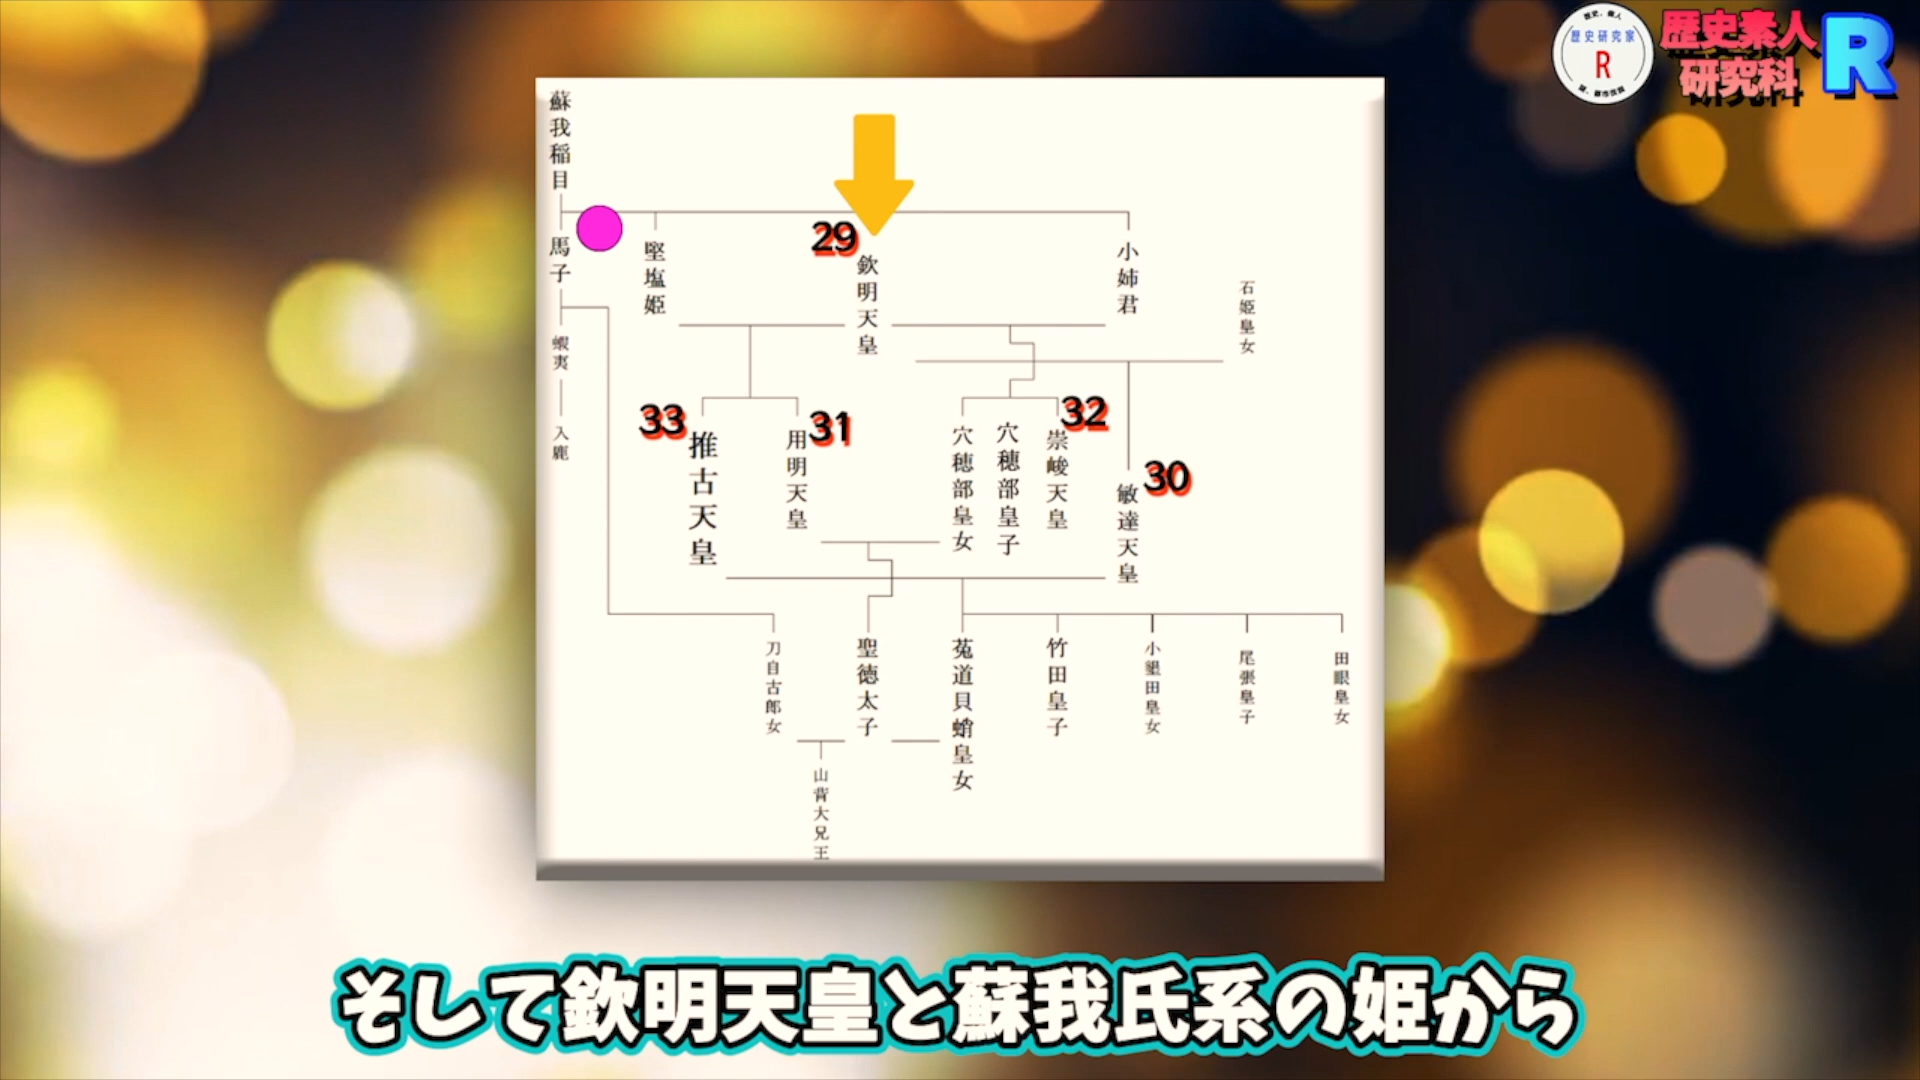 歴史研究家
R
歴史素人
研究科
R
蘇我稲目
29
馬子
堅塩姫
欽明天皇
小姉君
石姫皇女
蝦夷
入鹿
33
推古天皇
31
用明天皇
穴穂部皇女
穴穂部皇子
32
崇峻天皇
30
敏達天皇
刀自古郎女
聖徳太子
菟道貝蛸皇女
竹田皇子
小墾田皇女
尾張皇子
田眼皇女
山背大兄王
そして欽明天皇と蘇我氏系の姫から